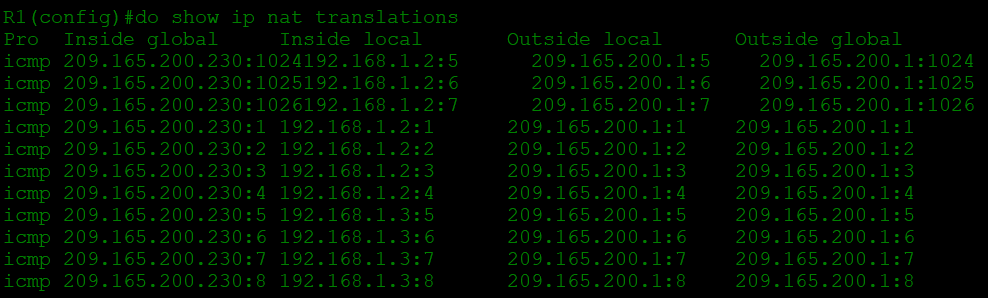 R1(config)#do show ip nat translations
Pro  Inside global     Inside local       Outside local      Outside global
icmp 209.165.200.230:1024192.168.1.2:5      209.165.200.1:5    209.165.200.1:1024
icmp 209.165.200.230:1025192.168.1.2:6      209.165.200.1:6    209.165.200.1:1025
icmp 209.165.200.230:1026192.168.1.2:7      209.165.200.1:7    209.165.200.1:1026
icmp 209.165.200.230:1 192.168.1.2:1      209.165.200.1:1    209.165.200.1:1
icmp 209.165.200.230:2 192.168.1.2:2      209.165.200.1:2    209.165.200.1:2
icmp 209.165.200.230:3 192.168.1.2:3      209.165.200.1:3    209.165.200.1:3
icmp 209.165.200.230:4 192.168.1.2:4      209.165.200.1:4    209.165.200.1:4
icmp 209.165.200.230:5 192.168.1.3:5      209.165.200.1:5    209.165.200.1:5
icmp 209.165.200.230:6 192.168.1.3:6      209.165.200.1:6    209.165.200.1:6
icmp 209.165.200.230:7 192.168.1.3:7      209.165.200.1:7    209.165.200.1:7
icmp 209.165.200.230:8 192.168.1.3:8      209.165.200.1:8    209.165.200.1:8